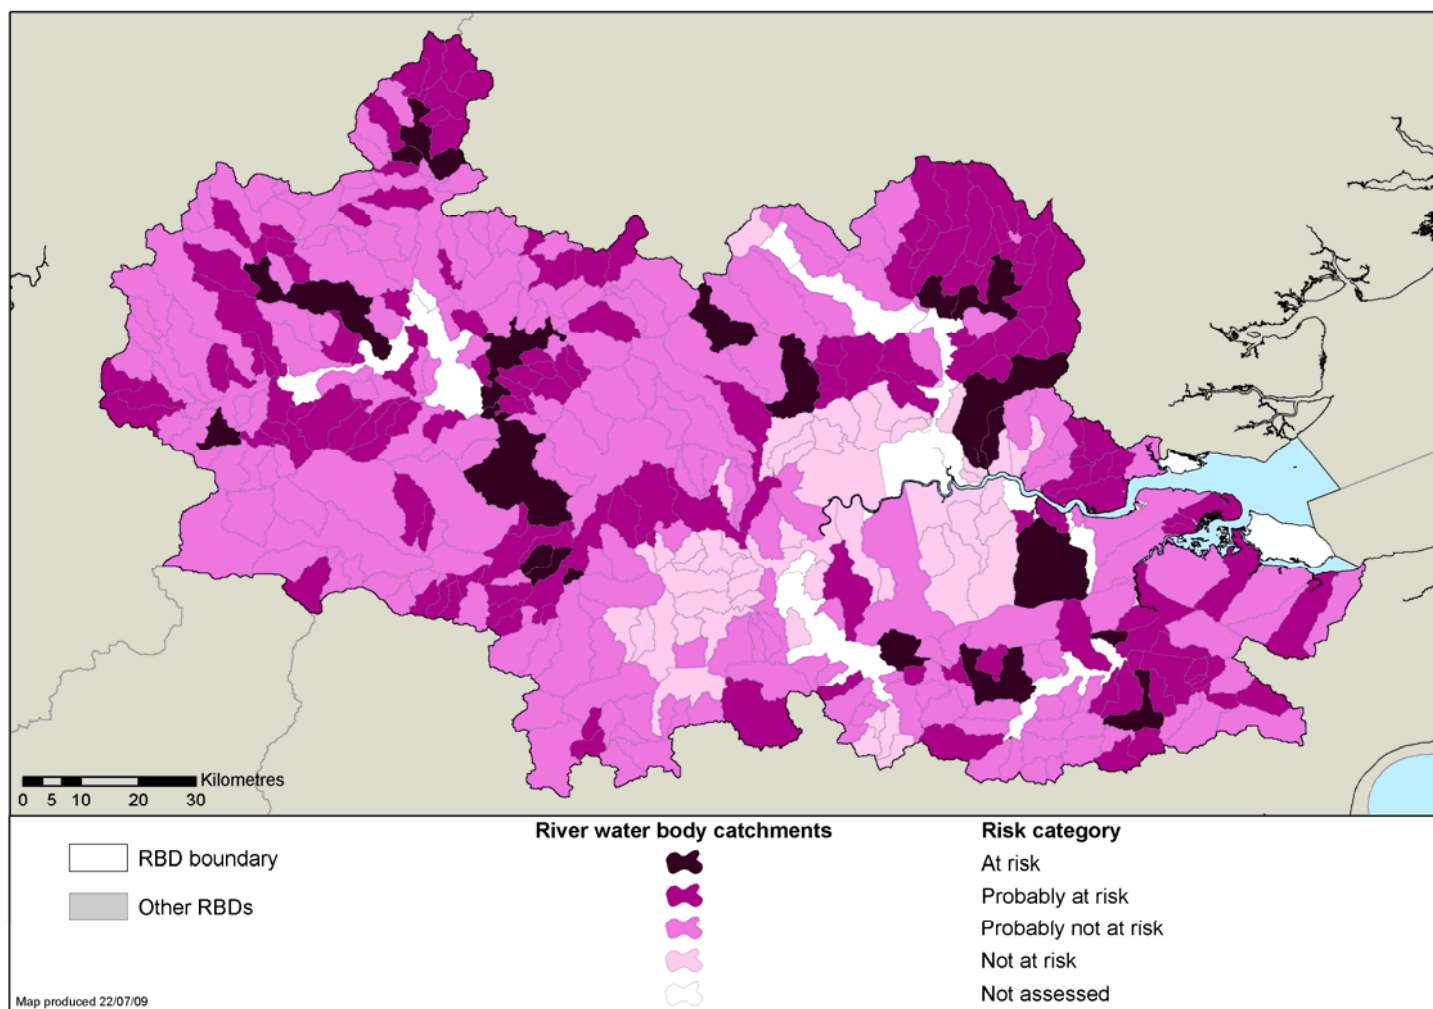 Kilometres
0 5 10 20 30
River water body catchments
Risk category
RBD boundary
Other RBDs
At risk
Probably at risk
Probably not at risk
Not at risk
Not assessed
Map produced 22/07/09